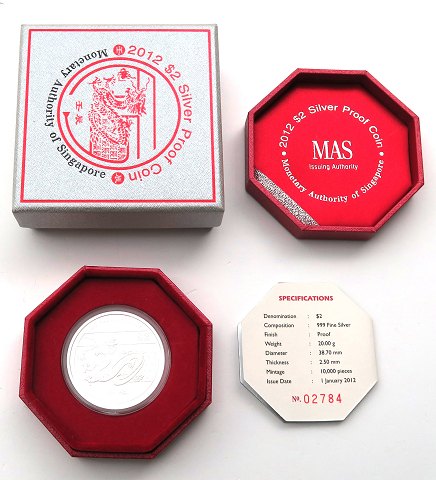 2012 $2 Silver Proof Coin
Monetary Authority of Singapore
壬辰
2012 $2 Silver Proof Coin
MAS
Issuing Authority
Monetary Authority of Singapore
SPECIFICATIONS
Denomination : $2
Composition : 999 Fine Silver
Finish : Proof
Weight : 20.00 g
Diameter : 38.70 mm
Thickness : 2.50 mm
Mintage : 10,000 pieces
Issue Date : 1 January 2012
No. 02784